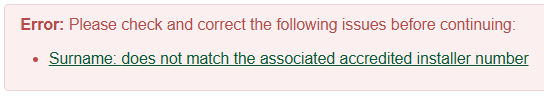 Error: Please check and correct the following issues before continuing:
• Surname: does not match the associated accredited installer number